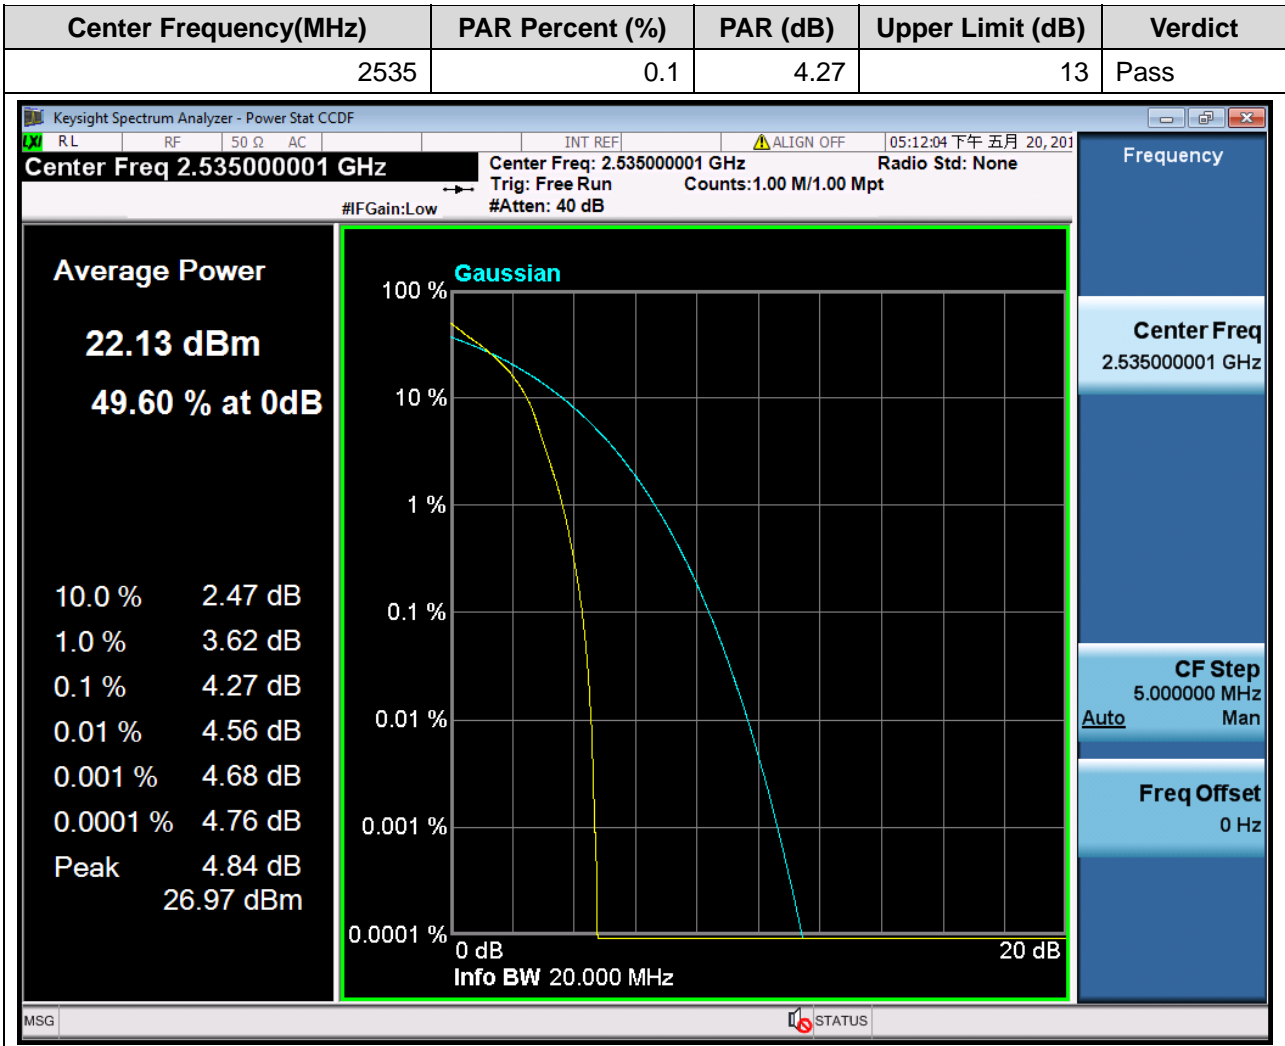 Center Frequency(MHz) PAR Percent (%) PAR (dB) Upper Limit (dB) Verdict
2535 0.1 4.27 13 Pass
Keysight Spectrum Analyzer - Power Stat CCDF
LXI RL RF 50 Ω AC INT REF ALIGN OFF 05:12:04 下午 五月 20, 201
Center Freq 2.535000001 GHz
Center Freq: 2.535000001 GHz Radio Std: None
Trig: Free Run Counts:1.00 M/1.00 Mpt
#IFGain:Low #Atten: 40 dB
Average Power
22.13 dBm
49.60 % at 0dB
10.0 % 2.47 dB
1.0 % 3.62 dB
0.1 % 4.27 dB
0.01 % 4.56 dB
0.001 % 4.68 dB
0.0001 % 4.76 dB
Peak 4.84 dB
26.97 dBm
Gaussian
100 %
10 %
1 %
0.1 %
0.01 %
0.001 %
0.0001 %
0 dB 20 dB
Info BW 20.000 MHz
Frequency
Center Freq
2.535000001 GHz
CF Step
5.000000 MHz
Auto Man
Freq Offset
0 Hz
MSG STATUS